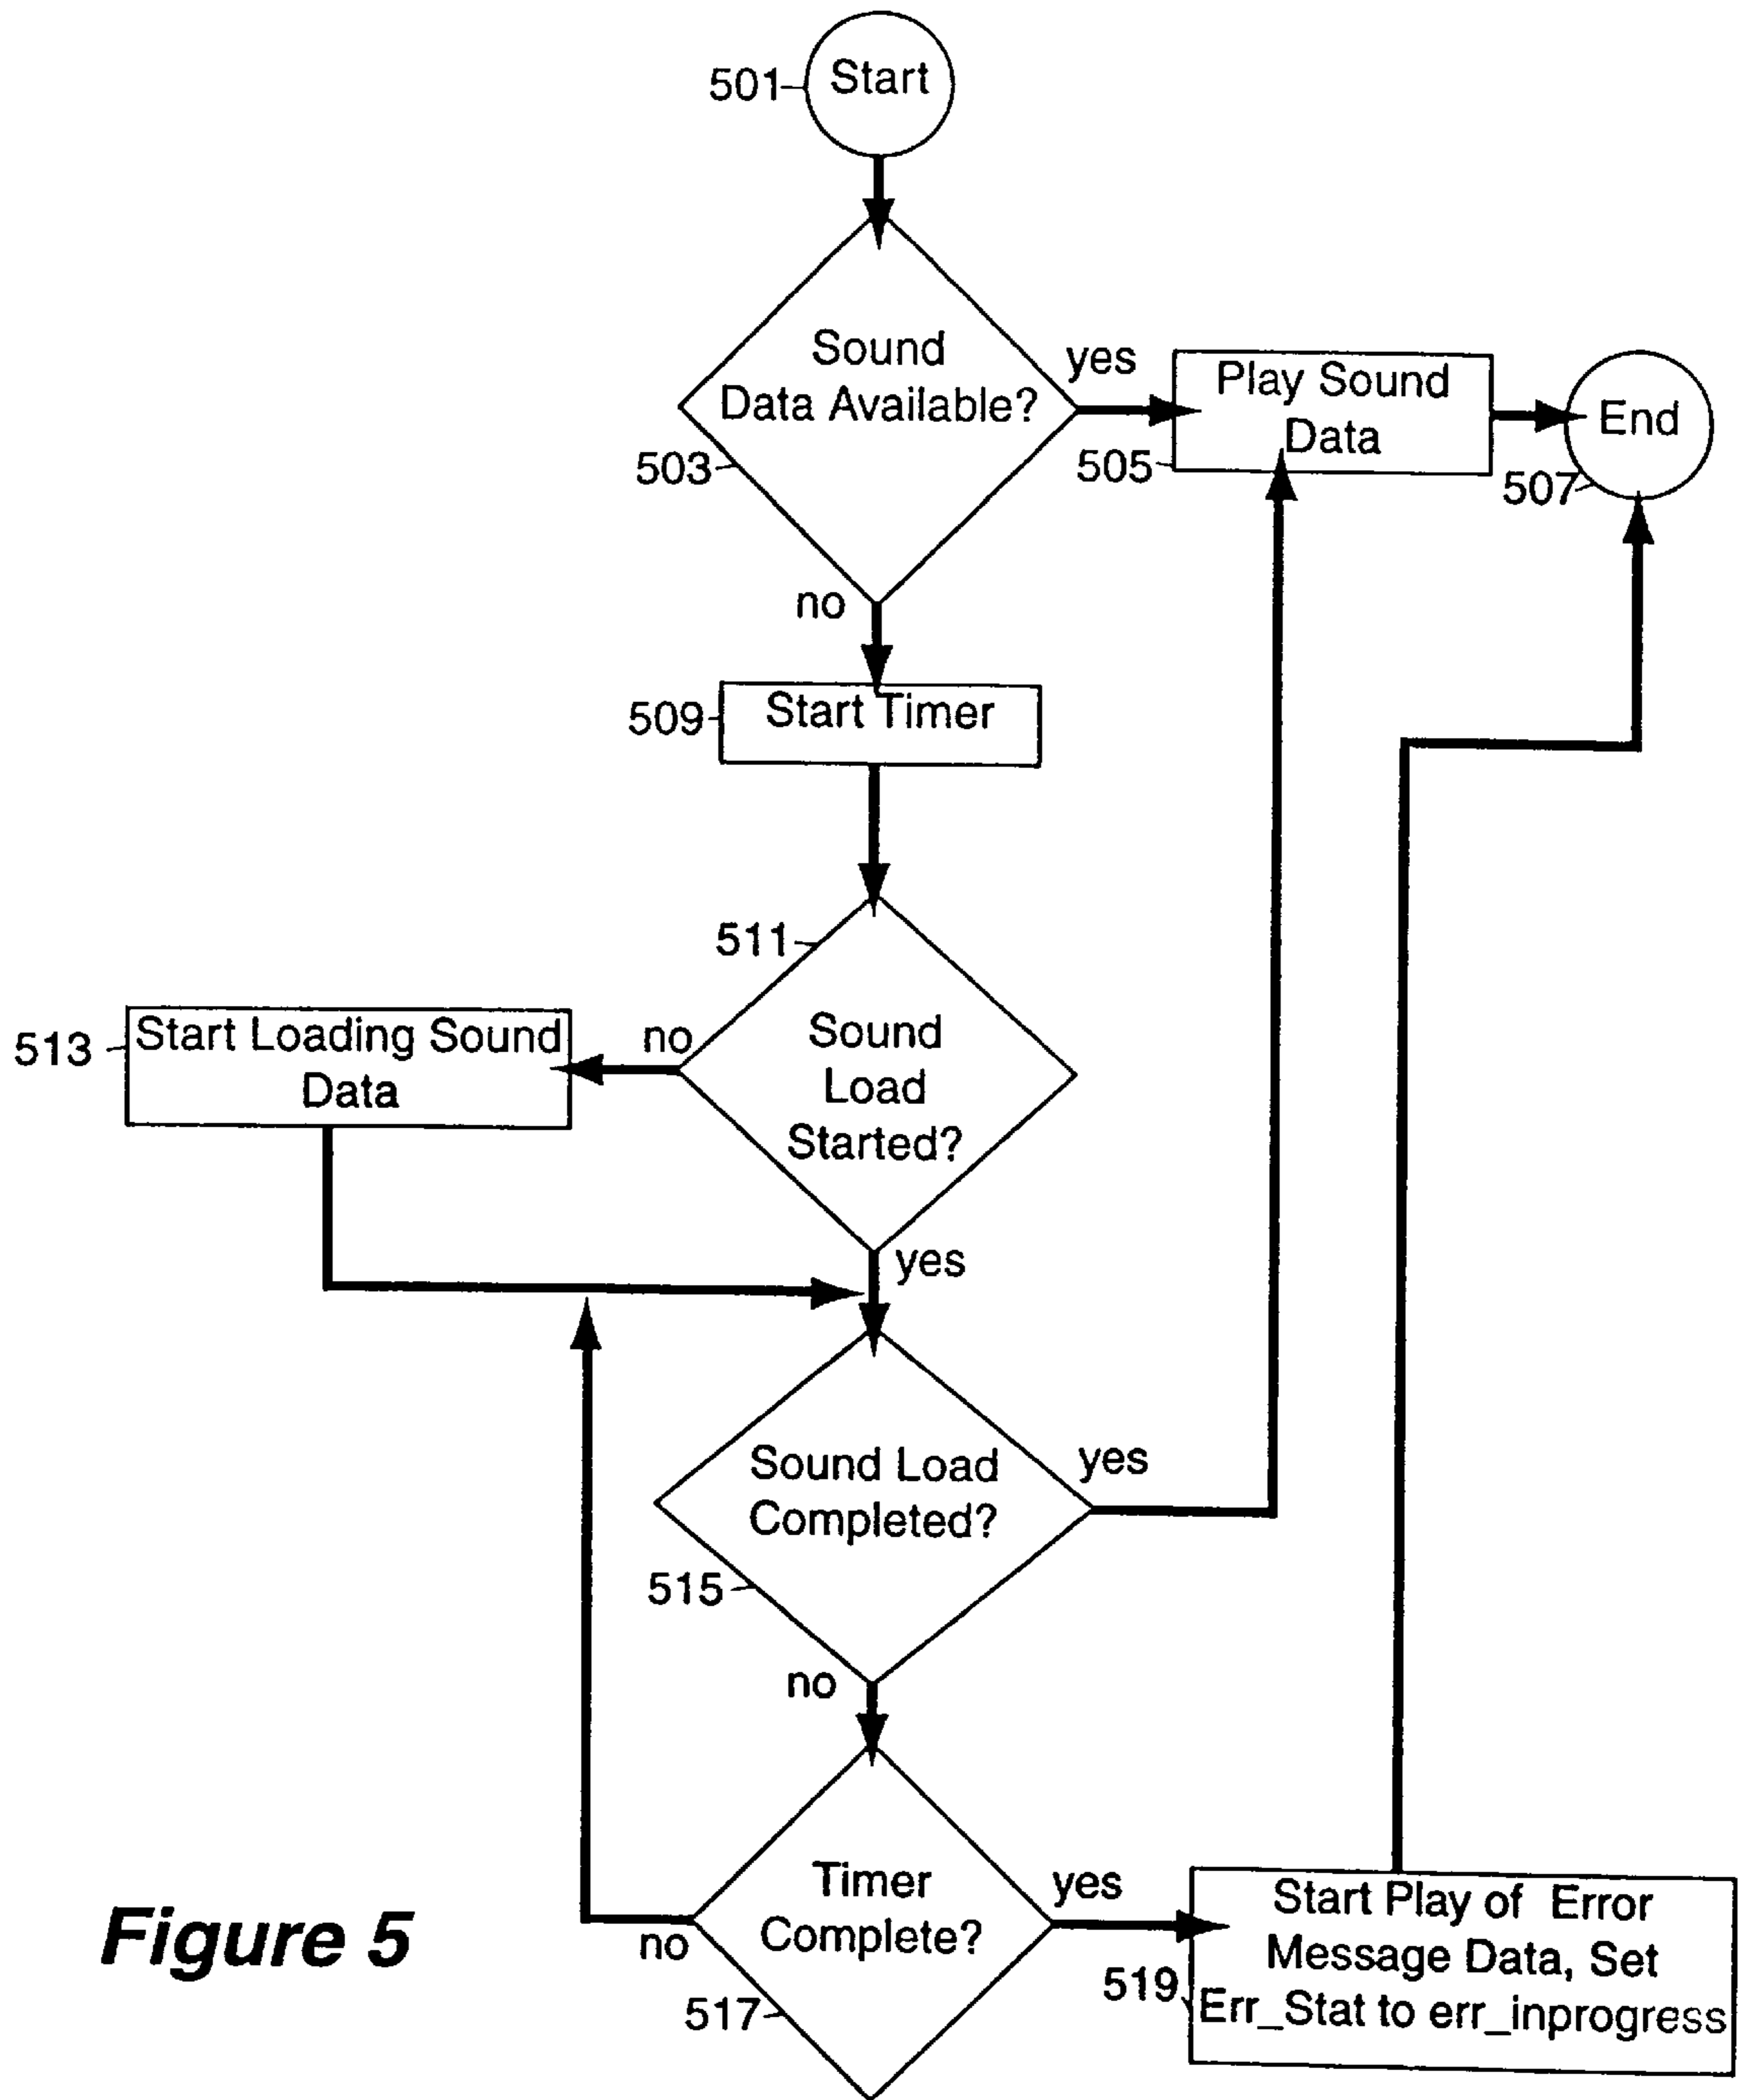 501
Start
Sound
Data Available?
yes
503
Play Sound
Data
505
End
507
no
509
Start Timer
511
Sound
Load
Started?
no
513
Start Loading Sound
Data
yes
Sound Load
Completed?
yes
515
no
Timer
Complete?
yes
no
517
Start Play of Error
Message Data, Set
Err_Stat to err_inprogress
519
Figure 5